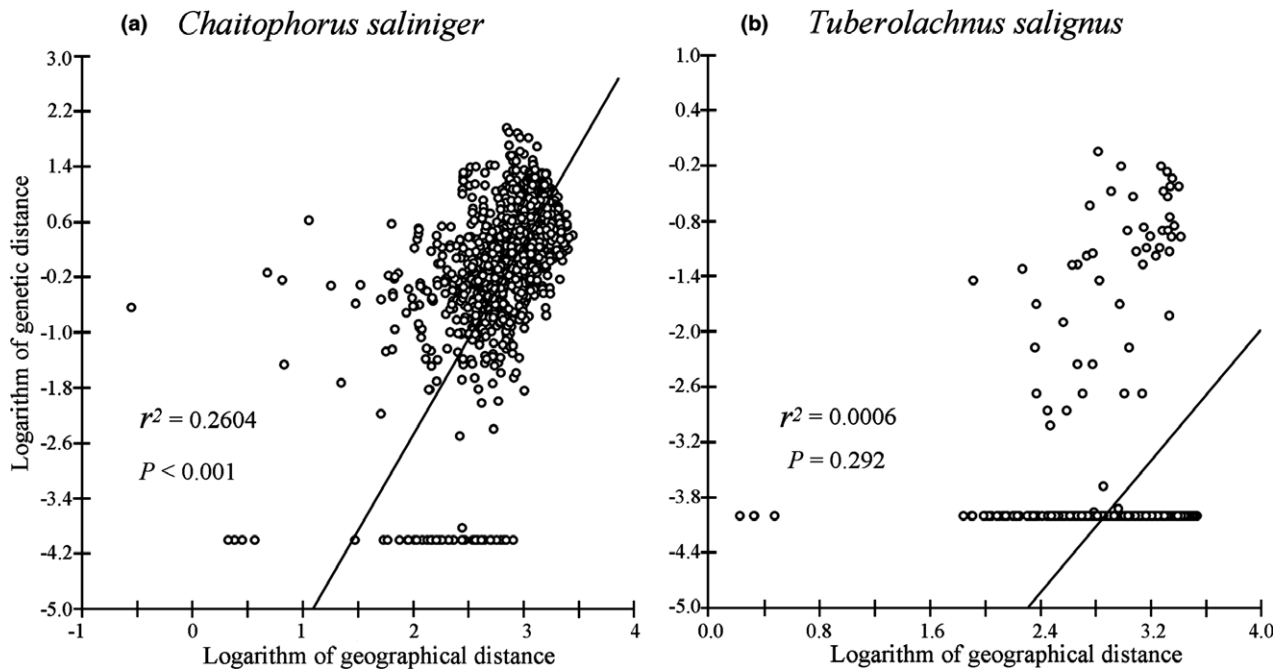 (a) Chaitophorus saliniger
3.0
2.2
1.4
0.6
-0.2
-1.0
-1.8
-2.6
-3.4
-4.2
-5.0
Logarithm of genetic distance
r² = 0.2604
P < 0.001
-1 0 1 2 3 4
Logarithm of geographical distance
(b) Tuberolachnus salignus
1.0
0.4
-0.2
-0.8
-1.4
-2.0
-2.6
-3.2
-3.8
-4.4
-5.0
r² = 0.0006
P = 0.292
0.0 0.8 1.6 2.4 3.2 4.0
Logarithm of geographical distance